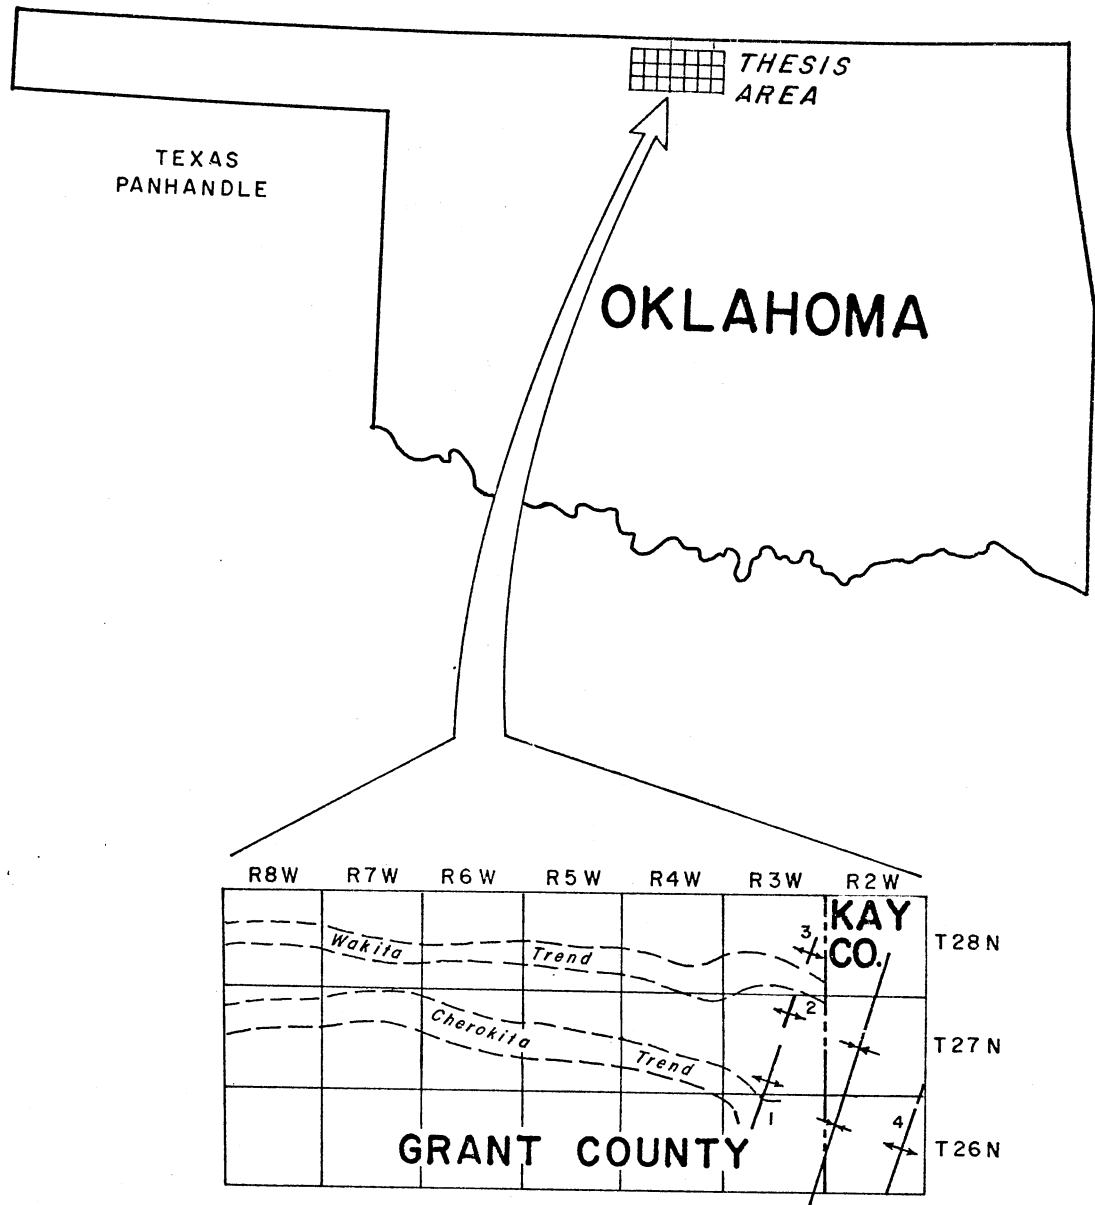 THESIS
AREA
TEXAS
PANHANDLE
OKLAHOMA
R8W R7W R6W R5W R4W R3W R2W
KAY
CO.
3
T28N
Wakita Trend
2
Cherokita Trend
T27N
1
4
GRANT COUNTY
T26N